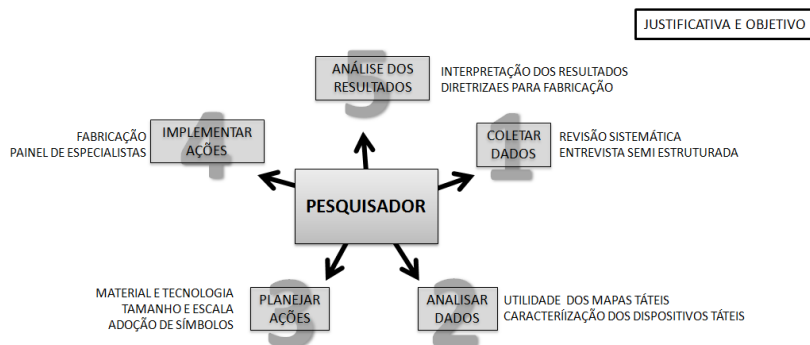 JUSTIFICATIVA E OBJETIVO
5
ANÁLISE DOS
RESULTADOS
INTERPRETAÇÃO DOS RESULTADOS
DIRETRIZAES PARA FABRICAÇÃO
4
IMPLEMENTAR
AÇÕES
FABRICAÇÃO
PAINEL DE ESPECIALISTAS
1
COLETAR
DADOS
REVISÃO SISTEMÁTICA
ENTREVISTA SEMI ESTRUTURADA
PESQUISADOR
3
PLANEJAR
AÇÕES
MATERIAL E TECNOLOGIA
TAMANHO E ESCALA
ADOÇÃO DE SÍMBOLOS
2
ANALISAR
DADOS
UTILIDADE DOS MAPAS TÁTEIS
CARACTERÍIZAÇÃO DOS DISPOSITIVOS TÁTEIS